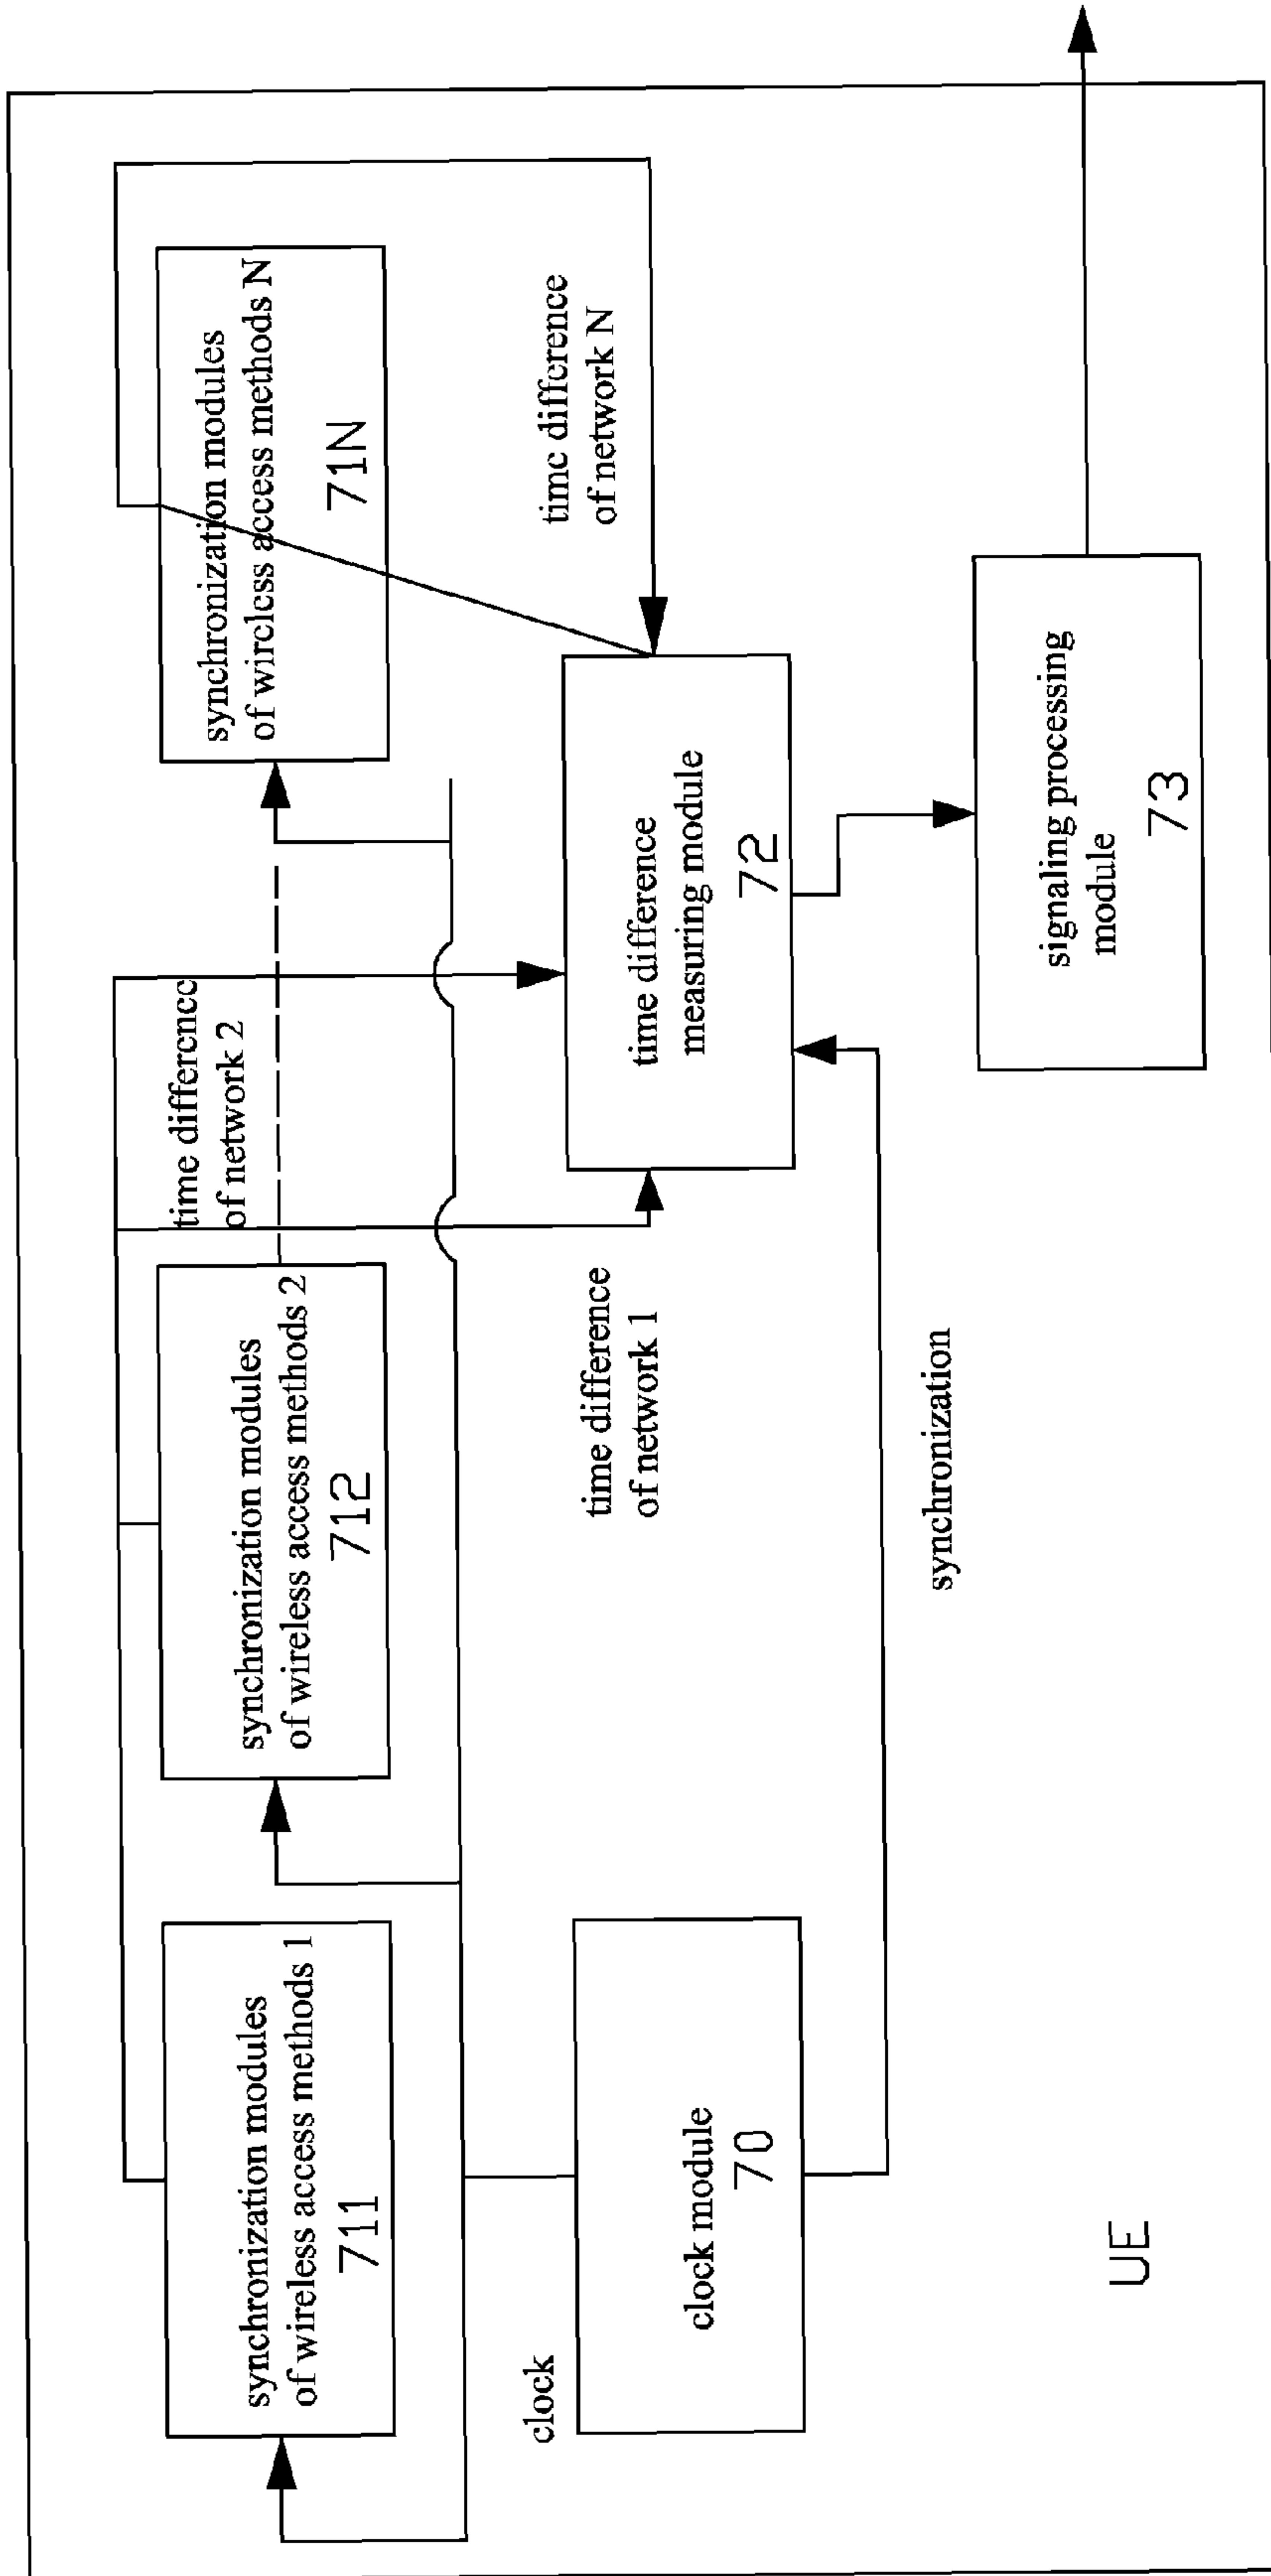 synchronization modules
of wireless access methods 1
711
synchronization modules
of wireless access methods 2
712
time difference
of network 2
synchronization modules
of wireless access methods N
71N
clock
clock module
70
time difference
of network 1
time difference
measuring module
72
time difference
of network N
synchronization
signaling processing
module
73
UE